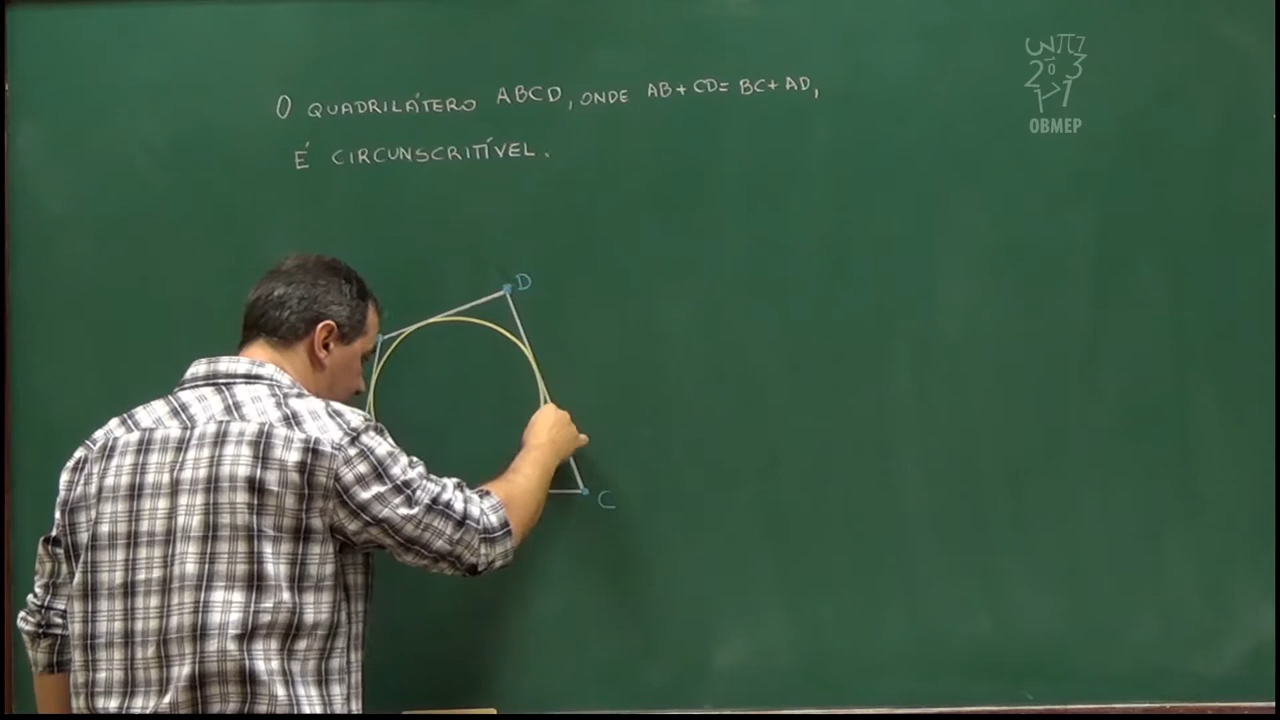 O QUADRILÁTERO ABCD, ONDE AB + CD = BC + AD,
É CIRCUNSCRITÍVEL.
D
C
OBMEP